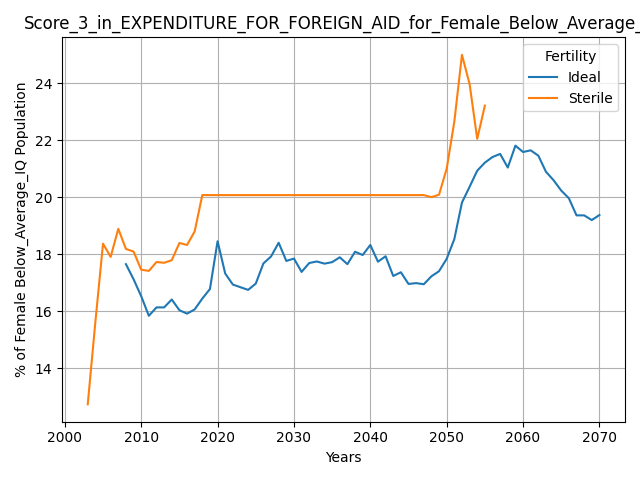 Score_3_in_EXPENDITURE_FOR_FOREIGN_AID_for_Female_Below_Average_
% of Female Below_Average_IQ Population
24
22
20
18
16
14
Fertility
Ideal
Sterile
2000 2010 2020 2030 2040 2050 2060 2070
Years